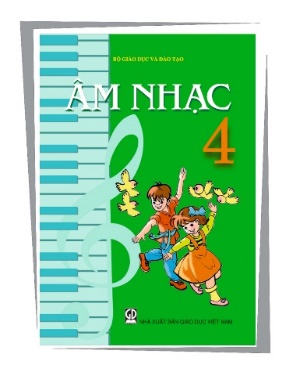 BỘ GIÁO DỤC VÀ ĐÀO TẠO
ÂM NHẠC
4
NHÀ XUẤT BẢN GIÁO DỤC VIỆT NAM